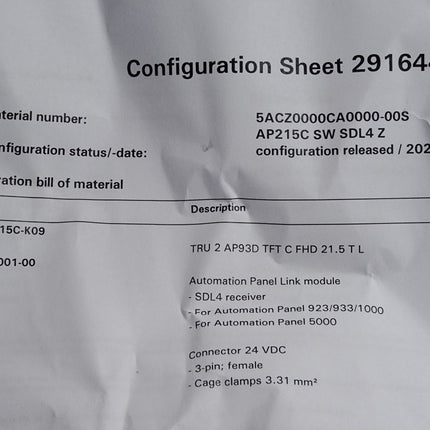 Configuration Sheet 29164
terial number: 5ACZ0000CA0000-00S
AP215C SW SDL4 Z
nfiguration status/-date: configuration released / 202
ation bill of material
Description
15C-K09
TRU 2 AP93D TFT C FHD 21.5 T L
001-00
Automation Panel Link module
- SDL4 receiver
- For Automation Panel 923/933/1000
- For Automation Panel 5000
Connector 24 VDC
- 3-pin; female
- Cage clamps 3.31 mm²